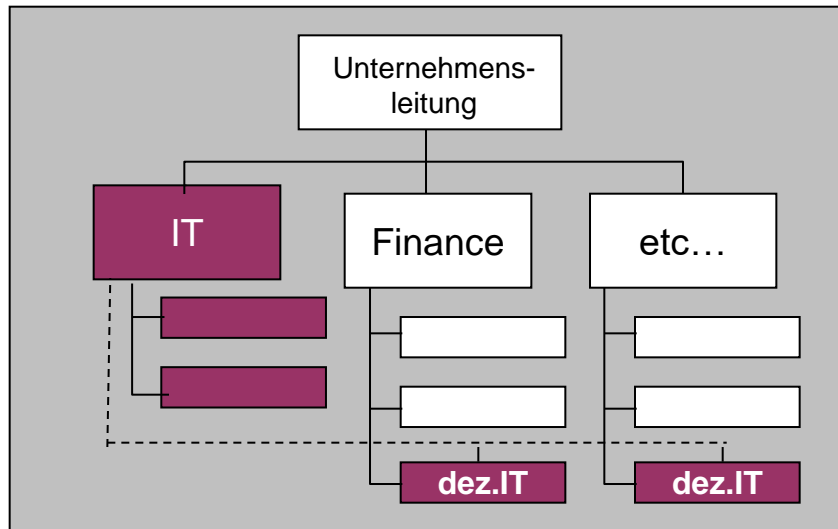 Unternehmens-
leitung
IT
Finance
etc…
dez.IT
dez.IT